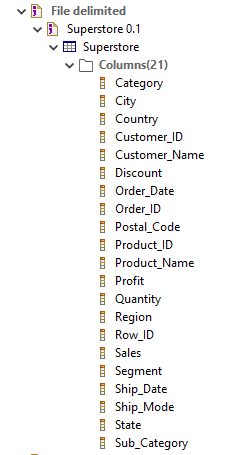 File delimited
Superstore 0.1
Superstore
Columns(21)
Category
City
Country
Customer_ID
Customer_Name
Discount
Order_Date
Order_ID
Postal_Code
Product_ID
Product_Name
Profit
Quantity
Region
Row_ID
Sales
Segment
Ship_Date
Ship_Mode
State
Sub_Category